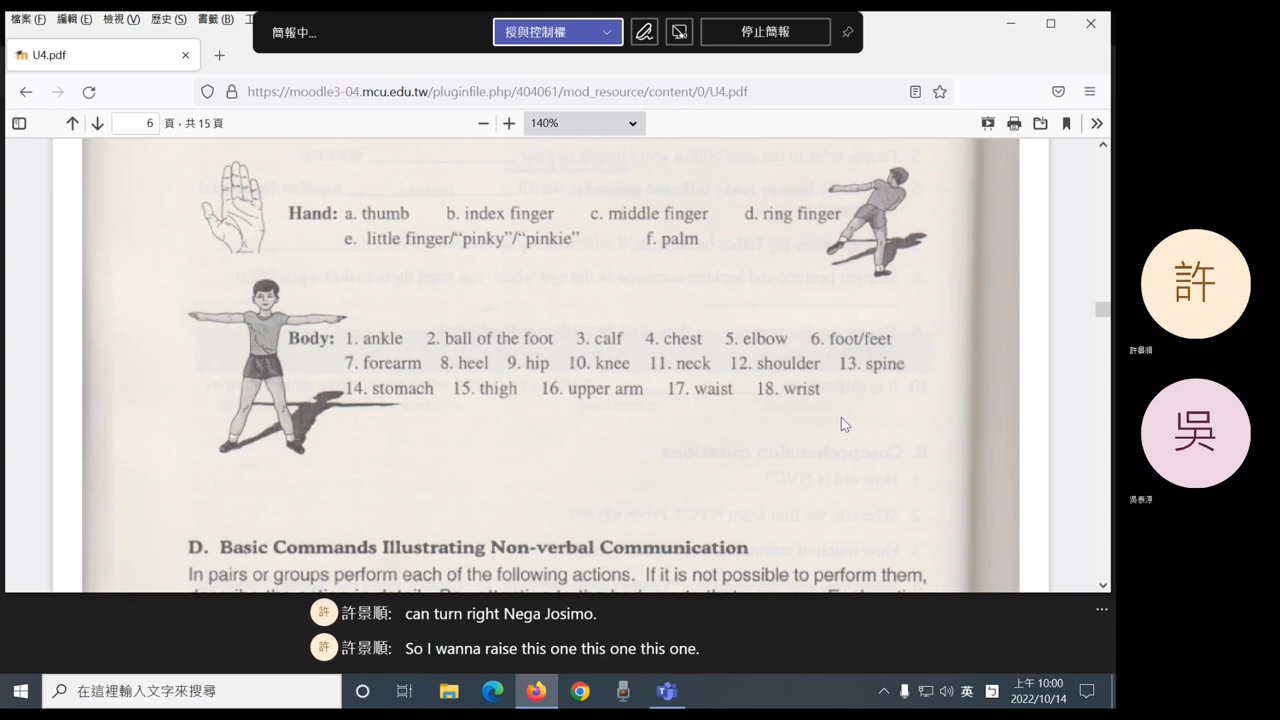 檔案 (F) 編輯 (E) 檢視 (V) 歷史 (S) 書籤 (B)
簡報中...
授與控制權
停止簡報
U4.pdf
https://moodle3-04.mcu.edu.tw/pluginfile.php/404061/mod_resource/content/0/U4.pdf
6 頁，共 15 頁
140%
Hand: a. thumb b. index finger c. middle finger d. ring finger
e. little finger/“pinky”/“pinkie” f. palm
Body: 1. ankle 2. ball of the foot 3. calf 4. chest 5. elbow 6. foot/feet
7. forearm 8. heel 9. hip 10. knee 11. neck 12. shoulder 13. spine
14. stomach 15. thigh 16. upper arm 17. waist 18. wrist
D. Basic Commands Illustrating Non-verbal Communication
In pairs or groups perform each of the following actions. If it is not possible to perform them,
許
許景順
吳
許 許景順: can turn right Nega Josimo.
許 許景順: So I wanna raise this one this one this one.
在這裡輸入文字來搜尋
英
上午 10:00
2022/10/14